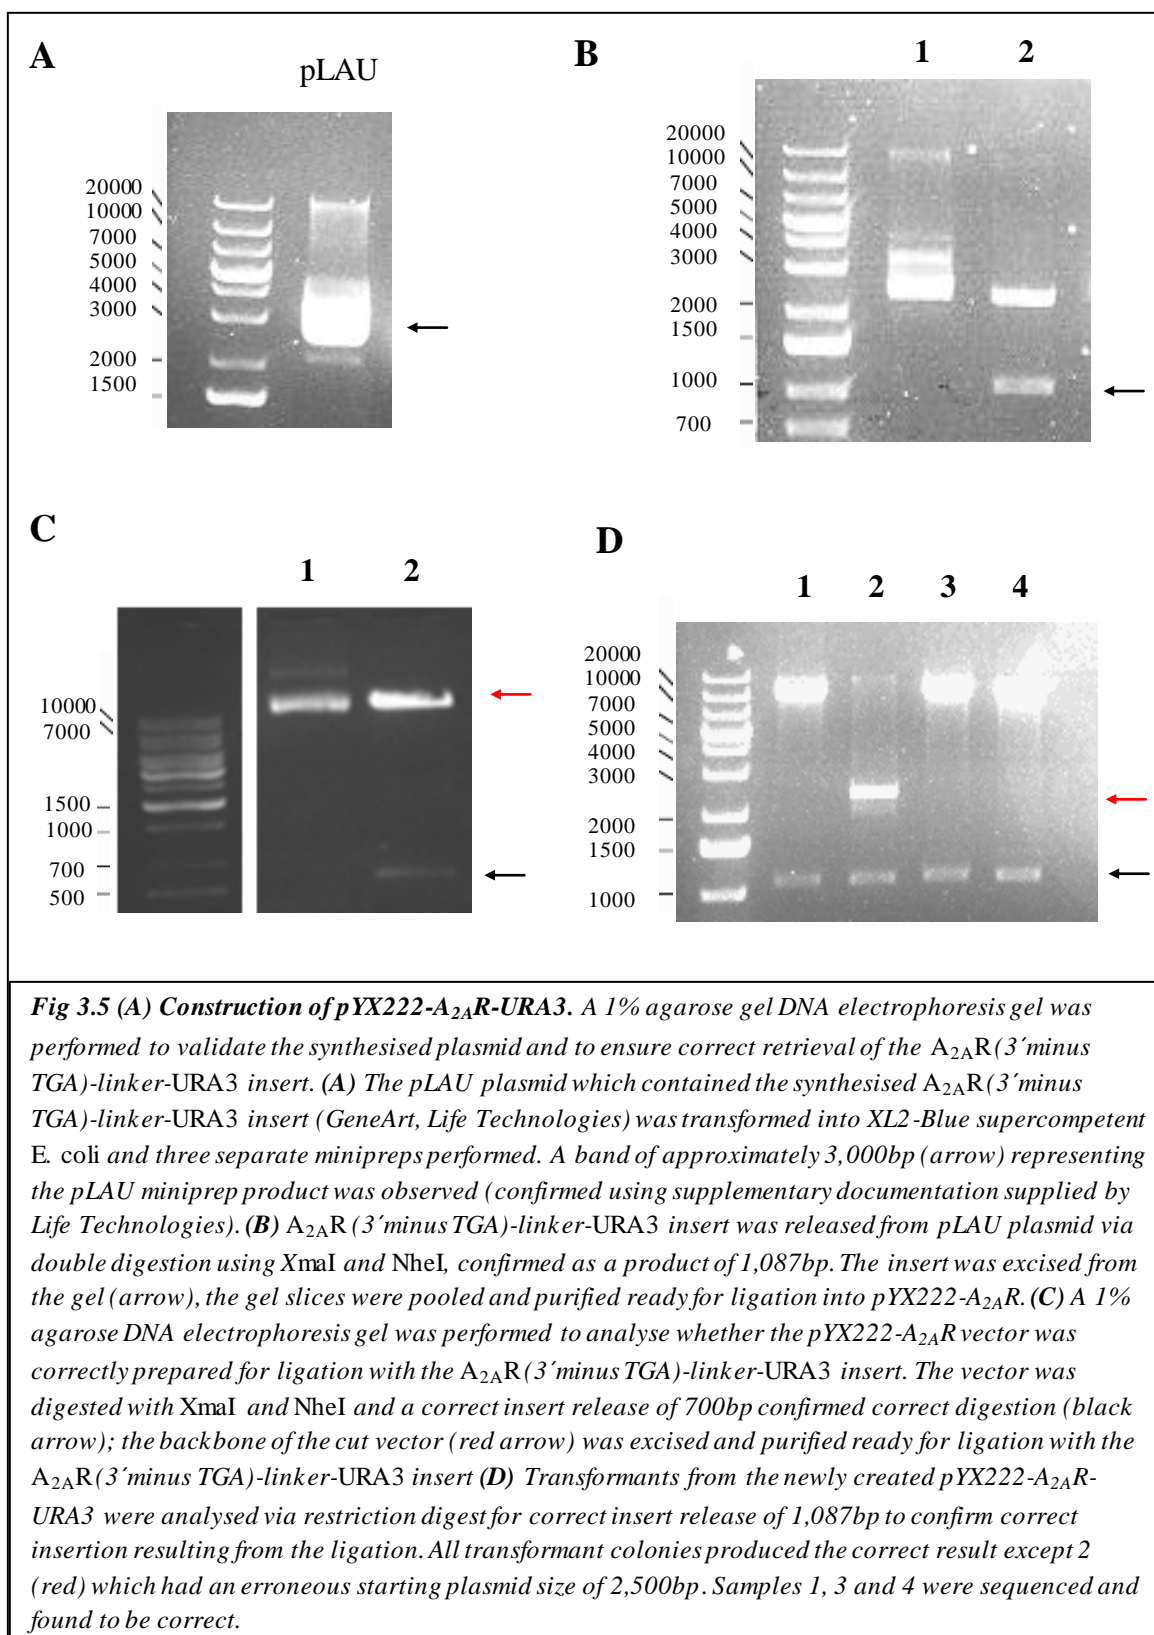 A
pLAU
20000
10000
7000
5000
4000
3000
2000
1500
B
1 2
20000
10000
7000
5000
4000
3000
2000
1500
1000
700
C
1 2
10000
7000
1500
1000
700
500
D
1 2 3 4
20000
10000
7000
5000
4000
3000
2000
1500
1000
Fig 3.5 (A) Construction of pYX222-A2AR-URA3. A 1% agarose gel DNA electrophoresis gel was
performed to validate the synthesised plasmid and to ensure correct retrieval of the A2AR(3´minus
TGA)-linker-URA3 insert. (A) The pLAU plasmid which contained the synthesised A2AR(3´minus
TGA)-linker-URA3 insert (GeneArt, Life Technologies) was transformed into XL2-Blue supercompetent
E. coli and three separate minipreps performed. A band of approximately 3,000bp (arrow) representing
the pLAU miniprep product was observed (confirmed using supplementary documentation supplied by
Life Technologies). (B) A2AR(3´minus TGA)-linker-URA3 insert was released from pLAU plasmid via
double digestion using XmaI and NheI, confirmed as a product of 1,087bp. The insert was excised from
the gel (arrow), the gel slices were pooled and purified ready for ligation into pYX222-A2AR. (C) A 1%
agarose DNA electrophoresis gel was performed to analyse whether the pYX222-A2AR vector was
correctly prepared for ligation with the A2AR(3´minus TGA)-linker-URA3 insert. The vector was
digested with XmaI and NheI and a correct insert release of 700bp confirmed correct digestion (black
arrow); the backbone of the cut vector (red arrow) was excised and purified ready for ligation with the
A2AR(3´minus TGA)-linker-URA3 insert (D) Transformants from the newly created pYX222-A2AR-
URA3 were analysed via restriction digest for correct insert release of 1,087bp to confirm correct
insertion resulting from the ligation. All transformant colonies produced the correct result except 2
(red) which had an erroneous starting plasmid size of 2,500bp. Samples 1, 3 and 4 were sequenced and
found to be correct.